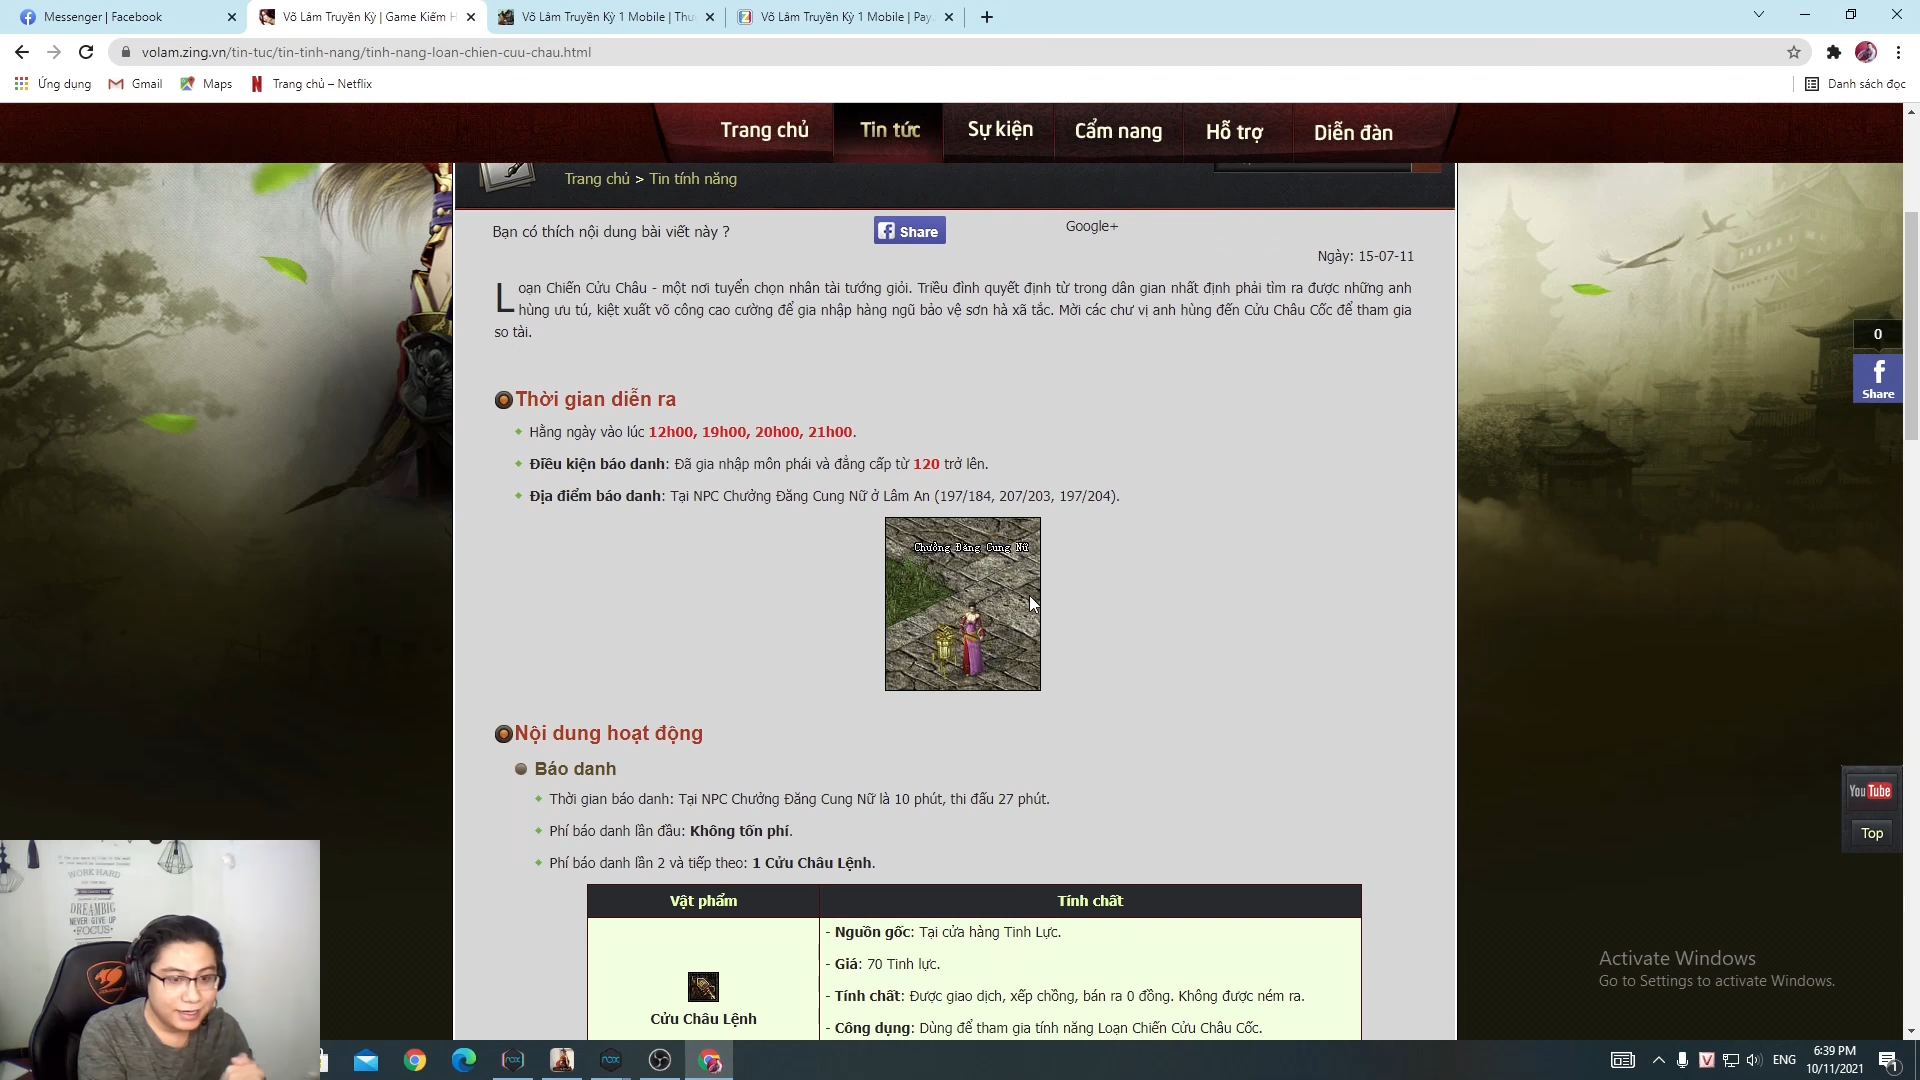 Messenger | Facebook
Võ Lâm Truyền Kỳ | Game Kiếm H
Võ Lâm Truyền Kỳ 1 Mobile | Thư
Võ Lâm Truyền Kỳ 1 Mobile | Pay
volam.zing.vn/tin-tuc/tin-tinh-nang/tinh-nang-loan-chien-cuu-chau.html
Ứng dụng
Gmail
Maps
Trang chủ – Netflix
Danh sách đọc
Trang chủ
Tin tức
Sự kiện
Cẩm nang
Hỗ trợ
Diễn đàn
Trang chủ > Tin tính năng
Bạn có thích nội dung bài viết này ?
Share
Google+
Ngày: 15-07-11
Loạn Chiến Cửu Châu - một nơi tuyển chọn nhân tài tướng giỏi. Triều đình quyết định từ trong dân gian nhất định phải tìm ra được những anh
hùng ưu tú, kiệt xuất võ công cao cường để gia nhập hàng ngũ bảo vệ sơn hà xã tắc. Mời các chư vị anh hùng đến Cửu Châu Cốc để tham gia
so tài.
0
Share
Thời gian diễn ra
Hằng ngày vào lúc 12h00, 19h00, 20h00, 21h00.
Điều kiện báo danh: Đã gia nhập môn phái và đẳng cấp từ 120 trở lên.
Địa điểm báo danh: Tại NPC Chưởng Đăng Cung Nữ ở Lâm An (197/184, 207/203, 197/204).
Chưởng Đăng Cung Nữ
Nội dung hoạt động
Báo danh
Thời gian báo danh: Tại NPC Chưởng Đăng Cung Nữ là 10 phút, thi đấu 27 phút.
Phí báo danh lần đầu: Không tốn phí.
Phí báo danh lần 2 và tiếp theo: 1 Cửu Châu Lệnh.
You Tube
Top
Vật phẩm
Tính chất
- Nguồn gốc: Tại cửa hàng Tinh Lực.
- Giá: 70 Tinh lực.
- Tính chất: Được giao dịch, xếp chồng, bán ra 0 đồng. Không được ném ra.
- Công dụng: Dùng để tham gia tính năng Loạn Chiến Cửu Châu Cốc.
Cửu Châu Lệnh
WORK HARD
DREAM BIG
NEVER GIVE UP
FOCUS
COUGAR
Activate Windows
Go to Settings to activate Windows.
nox
nox
V
ENG
6:39 PM
10/11/2021
1